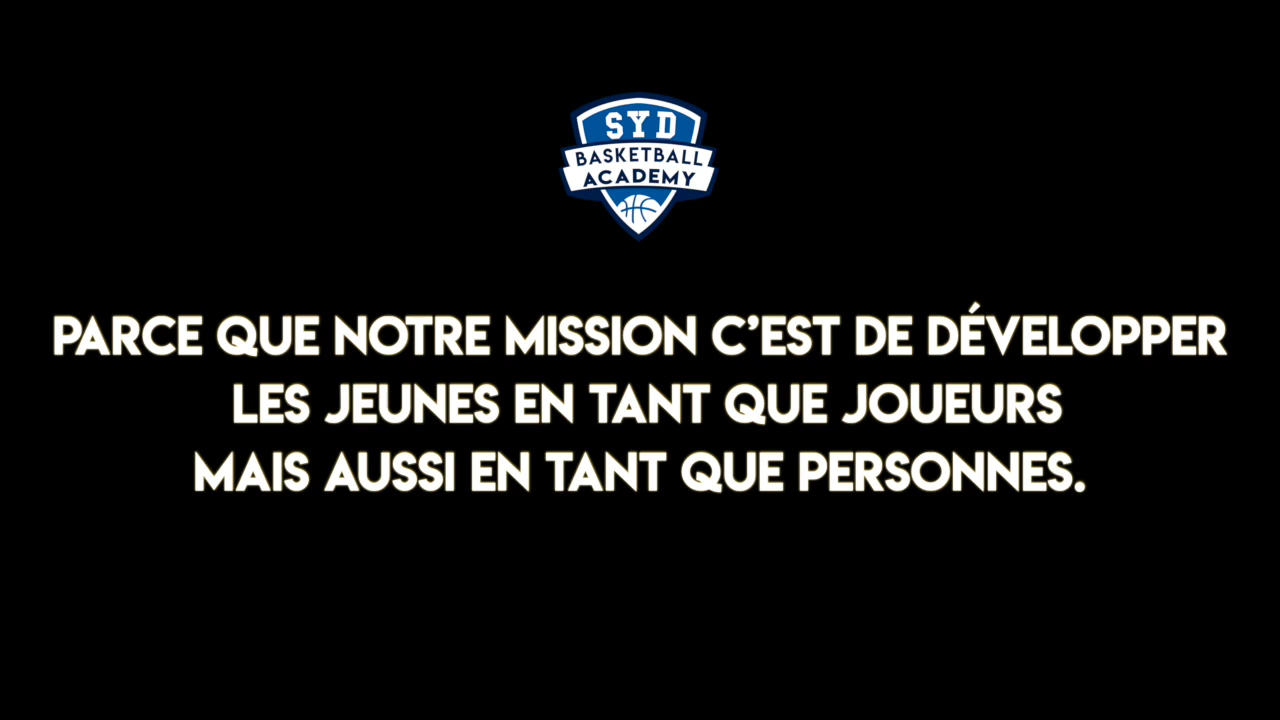 SYD
BASKETBALL
ACADEMY
PARCE QUE NOTRE MISSION C’EST DE DÉVELOPPER
LES JEUNES EN TANT QUE JOUEURS
MAIS AUSSI EN TANT QUE PERSONNES.